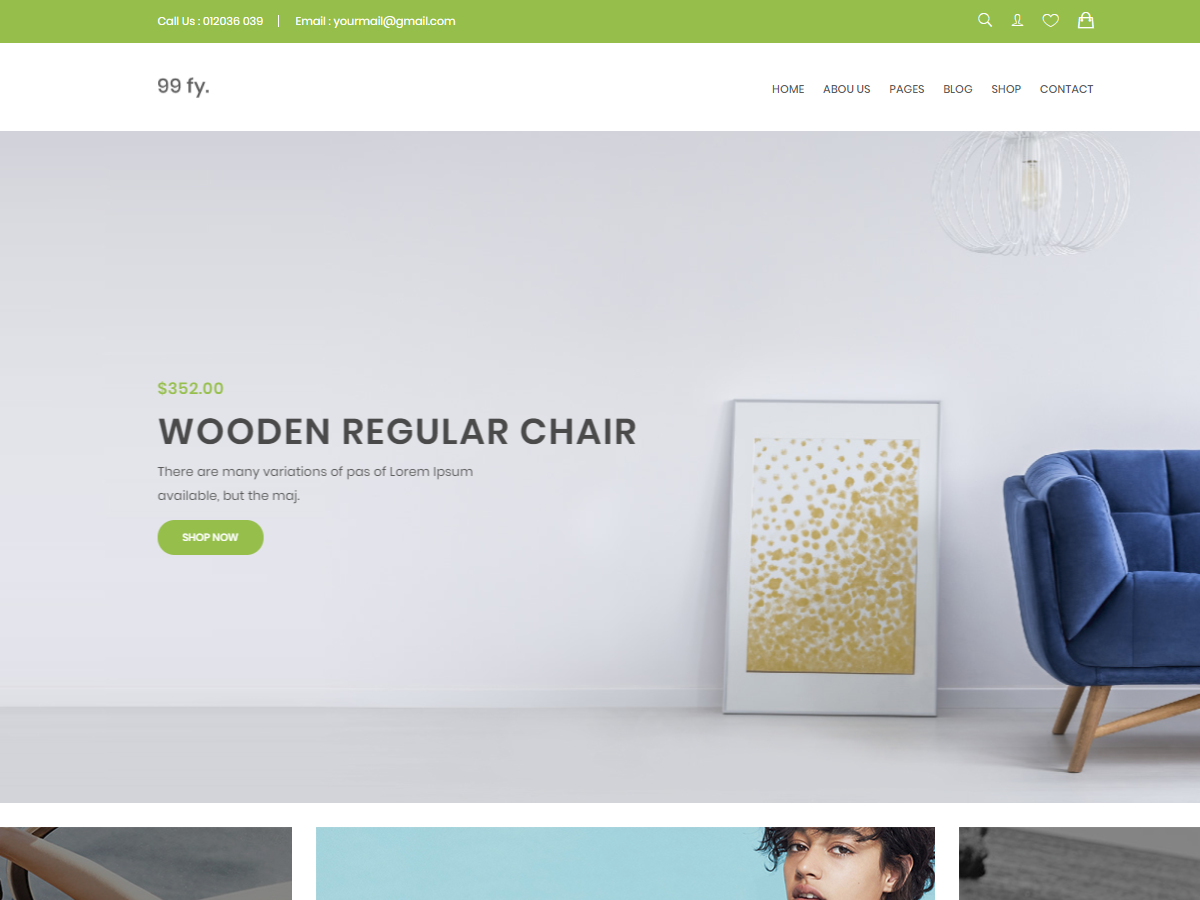 Call Us : 012036 039 | Email : yourmail@gmail.com
99 fy.
HOME ABOU US PAGES BLOG SHOP CONTACT
$352.00
WOODEN REGULAR CHAIR
There are many variations of pas of Lorem Ipsum
available, but the maj.
SHOP NOW